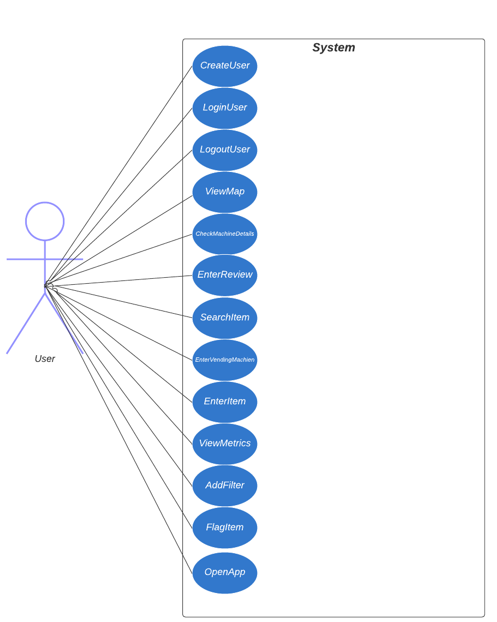 System
CreateUser
LoginUser
LogoutUser
ViewMap
CheckMachineDetails
EnterReview
SearchItem
User
EnterVendingMachien
EnterItem
ViewMetrics
AddFilter
FlagItem
OpenApp